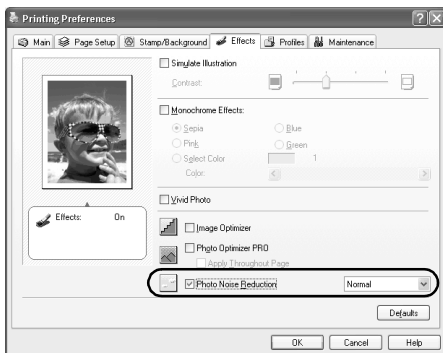 Printing Preferences
Main Page Setup Stamp/Background Effects Profiles Maintenance
Simulate Illustration
Contrast:
Monochrome Effects:
Sepia Blue
Pink Green
Select Color 1
Color:
Vivid Photo
Effects: On
Image Optimizer
Photo Optimizer PRO
Apply Throughout Page
Photo Noise Reduction Normal
Defaults
OK Cancel Help